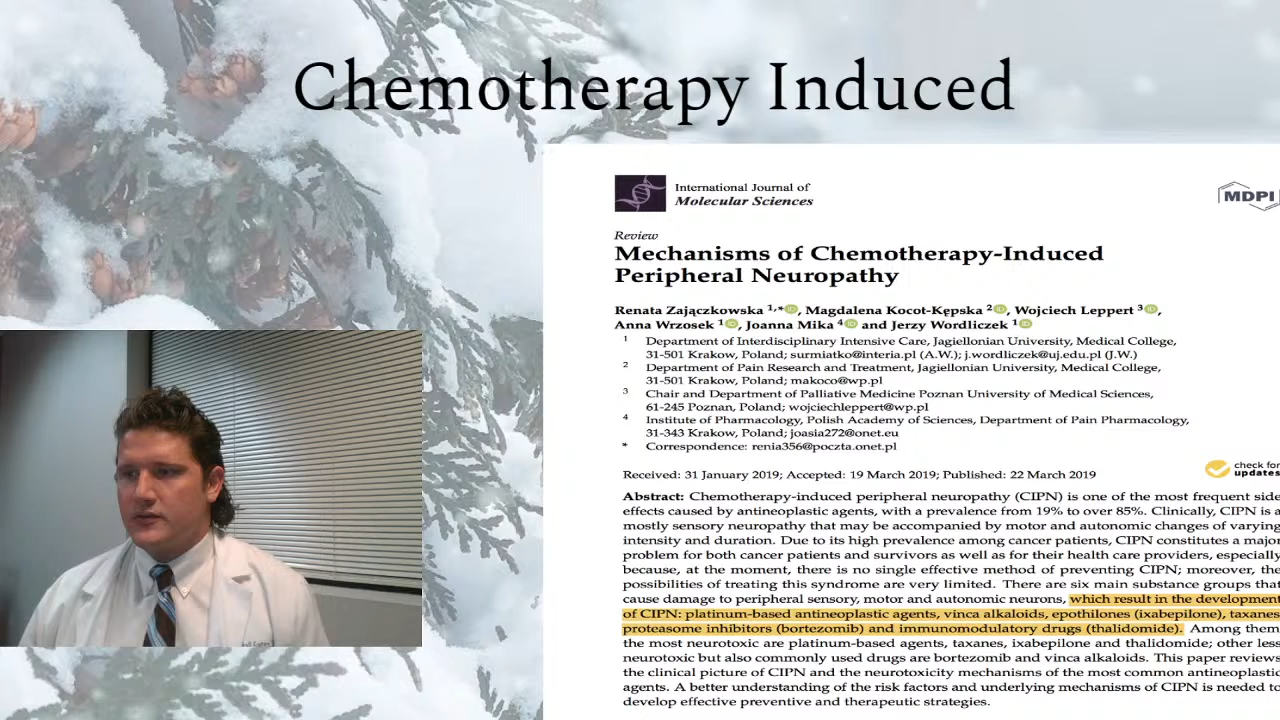 Chemotherapy Induced
International Journal of
Molecular Sciences
MDPI
Review
Mechanisms of Chemotherapy-Induced
Peripheral Neuropathy
Renata Zajączkowska 1,*, Magdalena Kocot-Kępska 2, Wojciech Leppert 3,
Anna Wrzosek 1, Joanna Mika 4 and Jerzy Wordliczek 1
1 Department of Interdisciplinary Intensive Care, Jagiellonian University, Medical College,
31-501 Krakow, Poland; surmiatko@interia.pl (A.W.); j.wordliczek@uj.edu.pl (J.W.)
2 Department of Pain Research and Treatment, Jagiellonian University, Medical College,
31-501 Krakow, Poland; makoco@wp.pl
3 Chair and Department of Palliative Medicine Poznan University of Medical Sciences,
61-245 Poznan, Poland; wojciechleppert@wp.pl
4 Institute of Pharmacology, Polish Academy of Sciences, Department of Pain Pharmacology,
31-343 Krakow, Poland; joasia272@onet.eu
* Correspondence: renia356@poczta.onet.pl
Received: 31 January 2019; Accepted: 19 March 2019; Published: 22 March 2019
check for
updates
Abstract: Chemotherapy-induced peripheral neuropathy (CIPN) is one of the most frequent side
effects caused by antineoplastic agents, with a prevalence from 19% to over 85%. Clinically, CIPN is a
mostly sensory neuropathy that may be accompanied by motor and autonomic changes of varying
intensity and duration. Due to its high prevalence among cancer patients, CIPN constitutes a major
problem for both cancer patients and survivors as well as for their health care providers, especially
because, at the moment, there is no single effective method of preventing CIPN; moreover, the
possibilities of treating this syndrome are very limited. There are six main substance groups that
cause damage to peripheral sensory, motor and autonomic neurons, which result in the development
of CIPN: platinum-based antineoplastic agents, vinca alkaloids, epothilones (ixabepilone), taxanes
proteasome inhibitors (bortezomib) and immunomodulatory drugs (thalidomide). Among them
the most neurotoxic are platinum-based agents, taxanes, ixabepilone and thalidomide; other less
neurotoxic but also commonly used drugs are bortezomib and vinca alkaloids. This paper reviews
the clinical picture of CIPN and the neurotoxicity mechanisms of the most common antineoplastic
agents. A better understanding of the risk factors and underlying mechanisms of CIPN is needed to
develop effective preventive and therapeutic strategies.